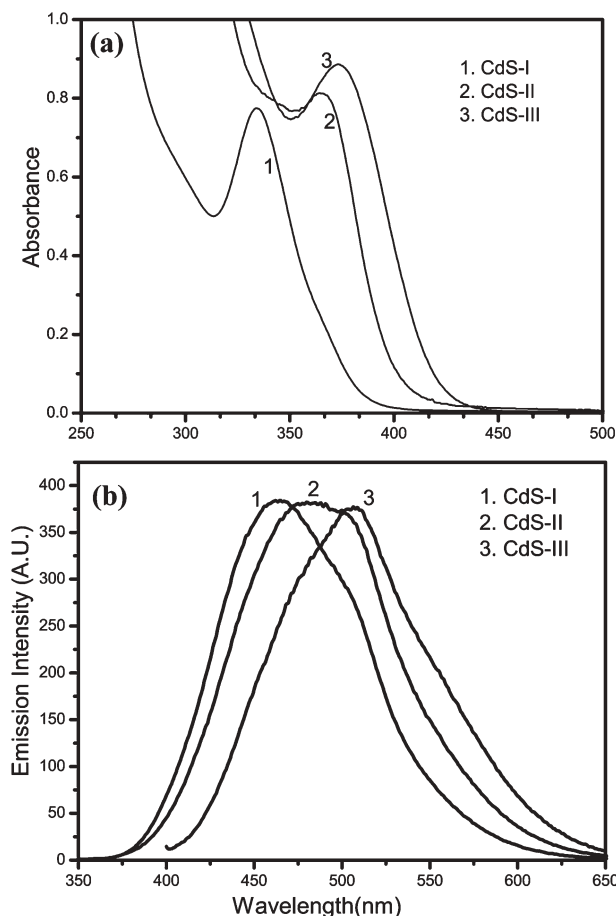 (a)
1. CdS-I
2. CdS-II
3. CdS-III
3
2
1
Absorbance
1.0
0.8
0.6
0.4
0.2
0.0
250 300 350 400 450 500
(b)
1 2 3
1. CdS-I
2. CdS-II
3. CdS-III
Emission Intensity (A.U.)
400
350
300
250
200
150
100
50
0
350 400 450 500 550 600 650
Wavelength(nm)